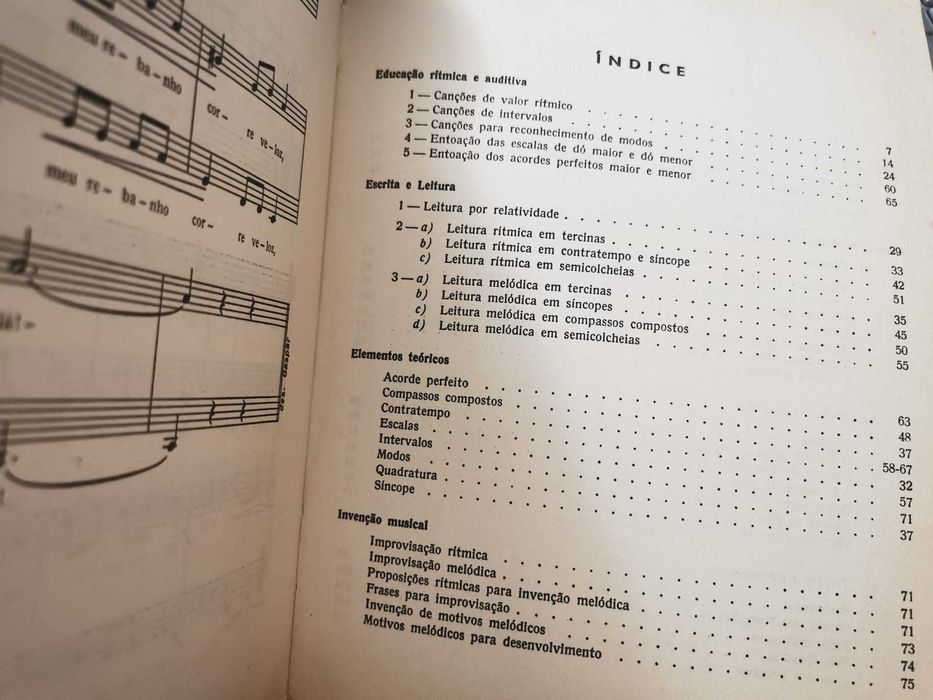 meu re- ba-nho cor- re ve-loz,
meu re- ba-nho cor- re ve-loz,
des. Gaspar
ÍNDICE
Educação rítmica e auditiva
1 — Canções de valor rítmico . . . . . . . . . . 7
2 — Canções de intervalos . . . . . . . . . . 14
3 — Canções para reconhecimento de modos . . . . . . . . 24
4 — Entoação das escalas de dó maior e dó menor . . . . . . 60
5 — Entoação dos acordes perfeitos maior e menor . . . . . . 65
Escrita e Leitura
1 — Leitura por relatividade . . . . . . . . . . 29
2 — a) Leitura rítmica em tercinas . . . . . . . . . . 33
b) Leitura rítmica em contratempo e síncope . . . . . . 42
c) Leitura rítmica em semicolcheias . . . . . . . . 51
3 — a) Leitura melódica em tercinas . . . . . . . . 35
b) Leitura melódica em síncopes . . . . . . . . 45
c) Leitura melódica em compassos compostos . . . . . . 50
d) Leitura melódica em semicolcheias . . . . . . . . 55
Elementos teóricos
Acorde perfeito . . . . . . . . . . 63
Compassos compostos . . . . . . . . . . 48
Contratempo . . . . . . . . . . 37
Escalas . . . . . . . . . . 58-67
Intervalos . . . . . . . . . . 32
Modos . . . . . . . . . . 57
Quadratura . . . . . . . . . . 71
Síncope . . . . . . . . . . 37
Invenção musical
Improvisação rítmica . . . . . . . . . . 71
Improvisação melódica . . . . . . . . . . 71
Proposições rítmicas para invenção melódica . . . . . . 71
Frases para improvisação . . . . . . . . . . 73
Invenção de motivos melódicos . . . . . . . . 74
Motivos melódicos para desenvolvimento . . . . . . 75